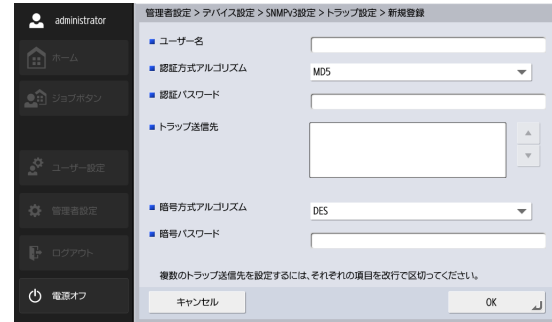 administrator
ホーム
ジョブボタン
ユーザー設定
管理者設定
ログアウト
電源オフ
管理者設定 > デバイス設定 > SNMPv3設定 > トラップ設定 > 新規登録
ユーザー名
認証方式アルゴリズム
MD5
認証パスワード
トラップ送信先
暗号方式アルゴリズム
DES
暗号パスワード
複数のトラップ送信先を設定するには、それぞれの項目を改行で区切ってください。
キャンセル
OK